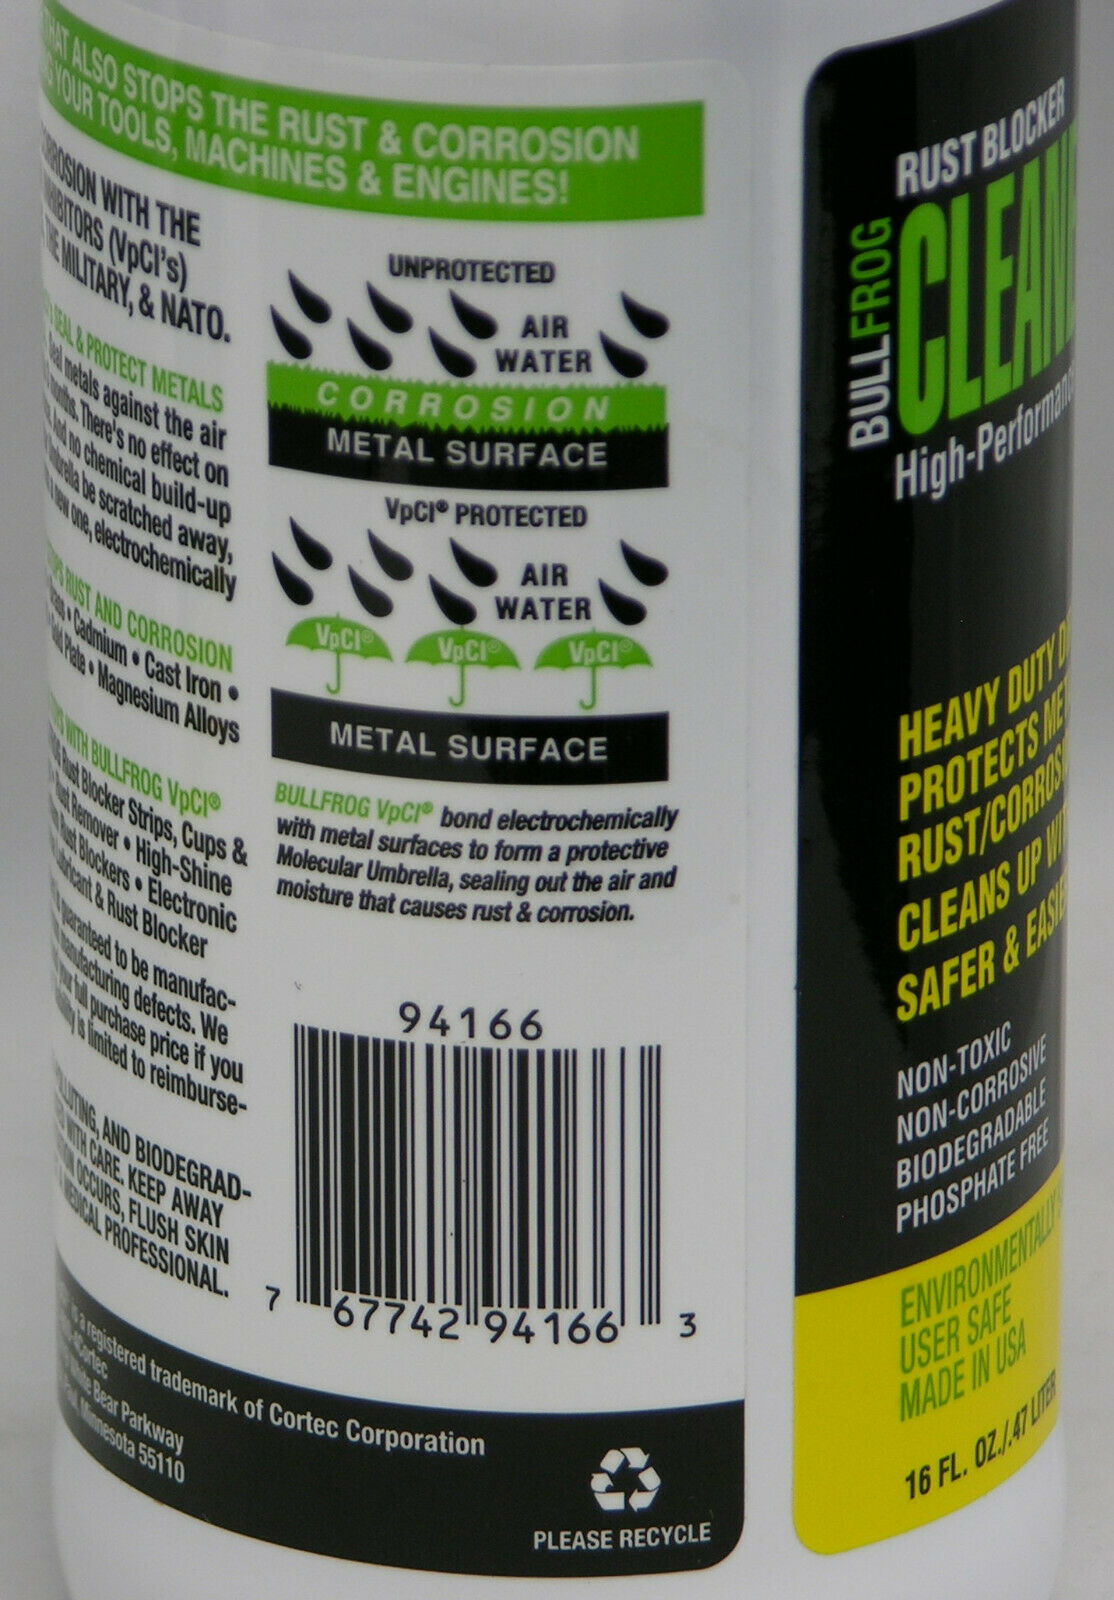 THAT ALSO STOPS THE RUST & CORROSION
YOUR TOOLS, MACHINES & ENGINES!
WITH THE
(VpCI's)
THE MILITARY, & NATO.
SEAL & PROTECT METALS
Seal metals against the air
months. There's no effect on
And no chemical build-up
be scratched away,
a new one, electrochemically
RUST AND CORROSION
• Cadmium • Cast Iron •
Plate • Magnesium Alloys
WITH BULLFROG VpCI®
Rust Blocker Strips, Cups &
• Rust Remover • High-Shine
Rust Blockers • Electronic
Lubricant & Rust Blocker
guaranteed to be manufac-
manufacturing defects. We
your full purchase price if you
is limited to reimburse-
AND BIODEGRAD-
WITH CARE. KEEP AWAY
OCCURS, FLUSH SKIN
MEDICAL PROFESSIONAL.
is a registered trademark of Cortec Corporation
Cortec
White Bear Parkway
Minnesota 55110
UNPROTECTED
AIR
WATER
CORROSION
METAL SURFACE
VpCI® PROTECTED
AIR
WATER
VpCI® VpCI® VpCI®
METAL SURFACE
BULLFROG VpCI® bond electrochemically
with metal surfaces to form a protective
Molecular Umbrella, sealing out the air and
moisture that causes rust & corrosion.
94166
7 67742 94166 3
PLEASE RECYCLE
BULLFROG
RUST BLOCKER
High-Performance
HEAVY DUTY
PROTECTS
RUST/CORROSION
CLEANS UP
SAFER &
NON-TOXIC
NON-CORROSIVE
BIODEGRADABLE
PHOSPHATE FREE
ENVIRONMENTALLY
USER SAFE
MADE IN USA
16 FL. OZ./.47 LITER